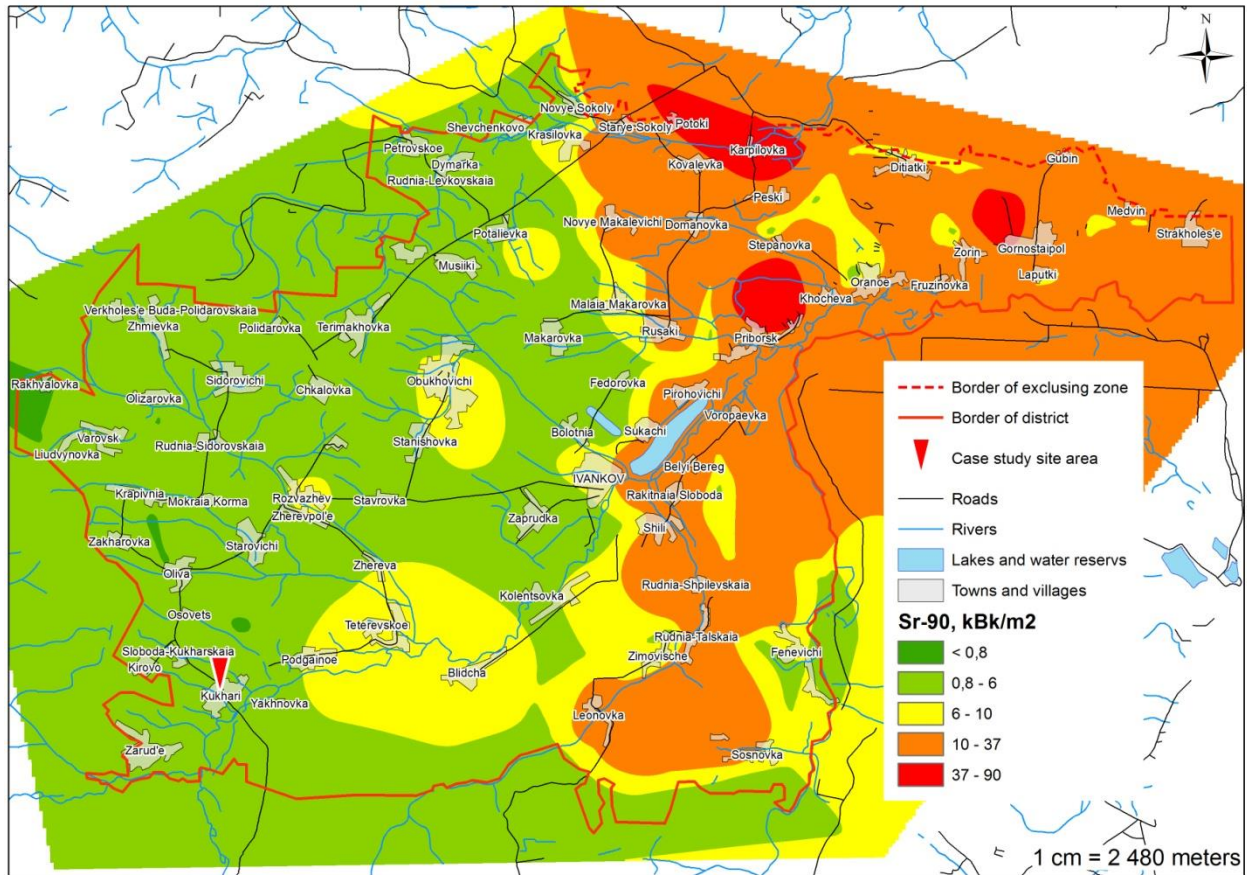 N
Novye Sokoly
Shevchenkovo
Krasilovka
Starye Sokoly
Potoki
Petrovskoe
Karpilovka
Dymarka
Kovalevka
Gubin
Ditiatki
Rudnia-Levkovskaia
Peski
Medvin
Novye Makalevichi
Domanovka
Strakholes'e
Potalievka
Stepanovka
Gornostaipol
Zorin
Musiiki
Laputki
Oranoe
Fruzinovka
Khocheva
Malaia Makarovka
Verkholes'e
Buda-Polidarovskaia
Zhmievka
Polidarovka
Terimakhovka
Rusaki
Makarovka
Priborsk
Rakhvalovka
Sidorovichi
Chkalovka
Obukhovichi
Fedorovka
Olizarovka
Pirohovichi
Voropaevka
Varovsk
Liudvynovka
Rudnia-Sidorovskaia
Stanishovka
Bolotnia
Sukachi
Belyi Bereg
IVANKOV
Krapivnia
Mokraia Korma
Rozvazhev
Stavrovka
Rakitnaia Sloboda
Zherevpol'e
Zaprudka
Shili
Zakharovka
Starovichi
Oliva
Zhereva
Rudnia-Shpilevskaia
Kolentsovka
Osovets
Teterevskoe
Rudnia-Talskaia
Sloboda-Kukharskaia
Kirovo
Podgainoe
Zimovische
Fenevichi
Blidcha
Kukhari
Yakhnovka
Leonovka
Zarud'e
Sosnovka
Border of exclusing zone
Border of district
Case study site area
Roads
Rivers
Lakes and water reservs
Towns and villages
Sr-90, kBk/m2
< 0,8
0,8 - 6
6 - 10
10 - 37
37 - 90
1 cm = 2 480 meters